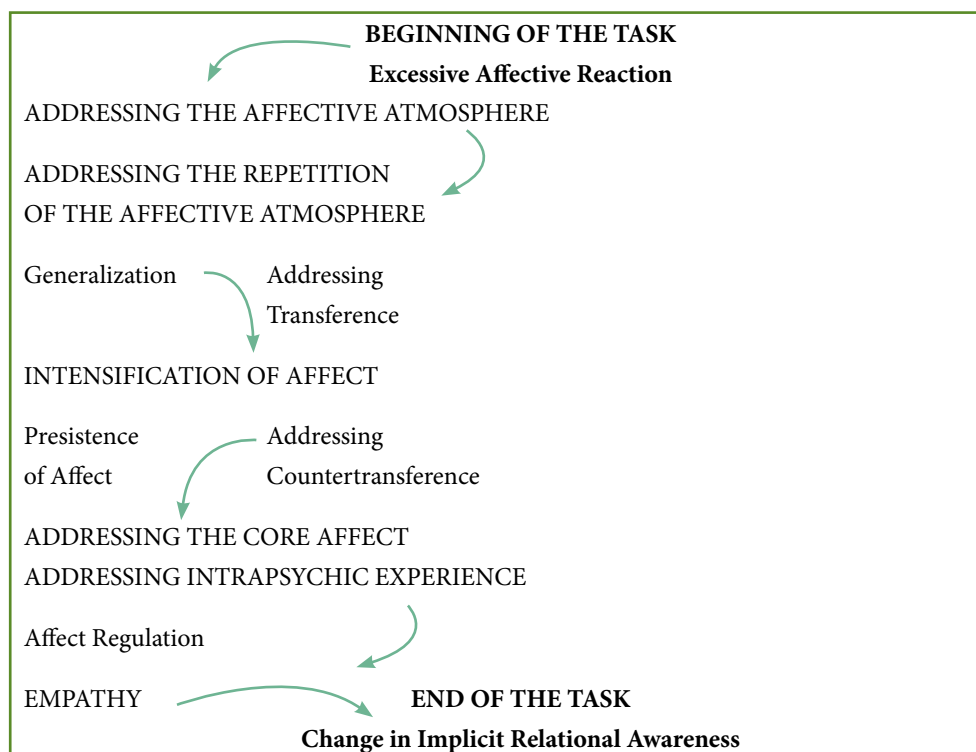 BEGINNING OF THE TASK
Excessive Affective Reaction
ADDRESSING THE AFFECTIVE ATMOSPHERE
ADDRESSING THE REPETITION
OF THE AFFECTIVE ATMOSPHERE
Generalization Addressing
Transference
INTENSIFICATION OF AFFECT
Presistence Addressing
of Affect Countertransference
ADDRESSING THE CORE AFFECT
ADDRESSING INTRAPSYCHIC EXPERIENCE
Affect Regulation
EMPATHY END OF THE TASK
Change in Implicit Relational Awareness